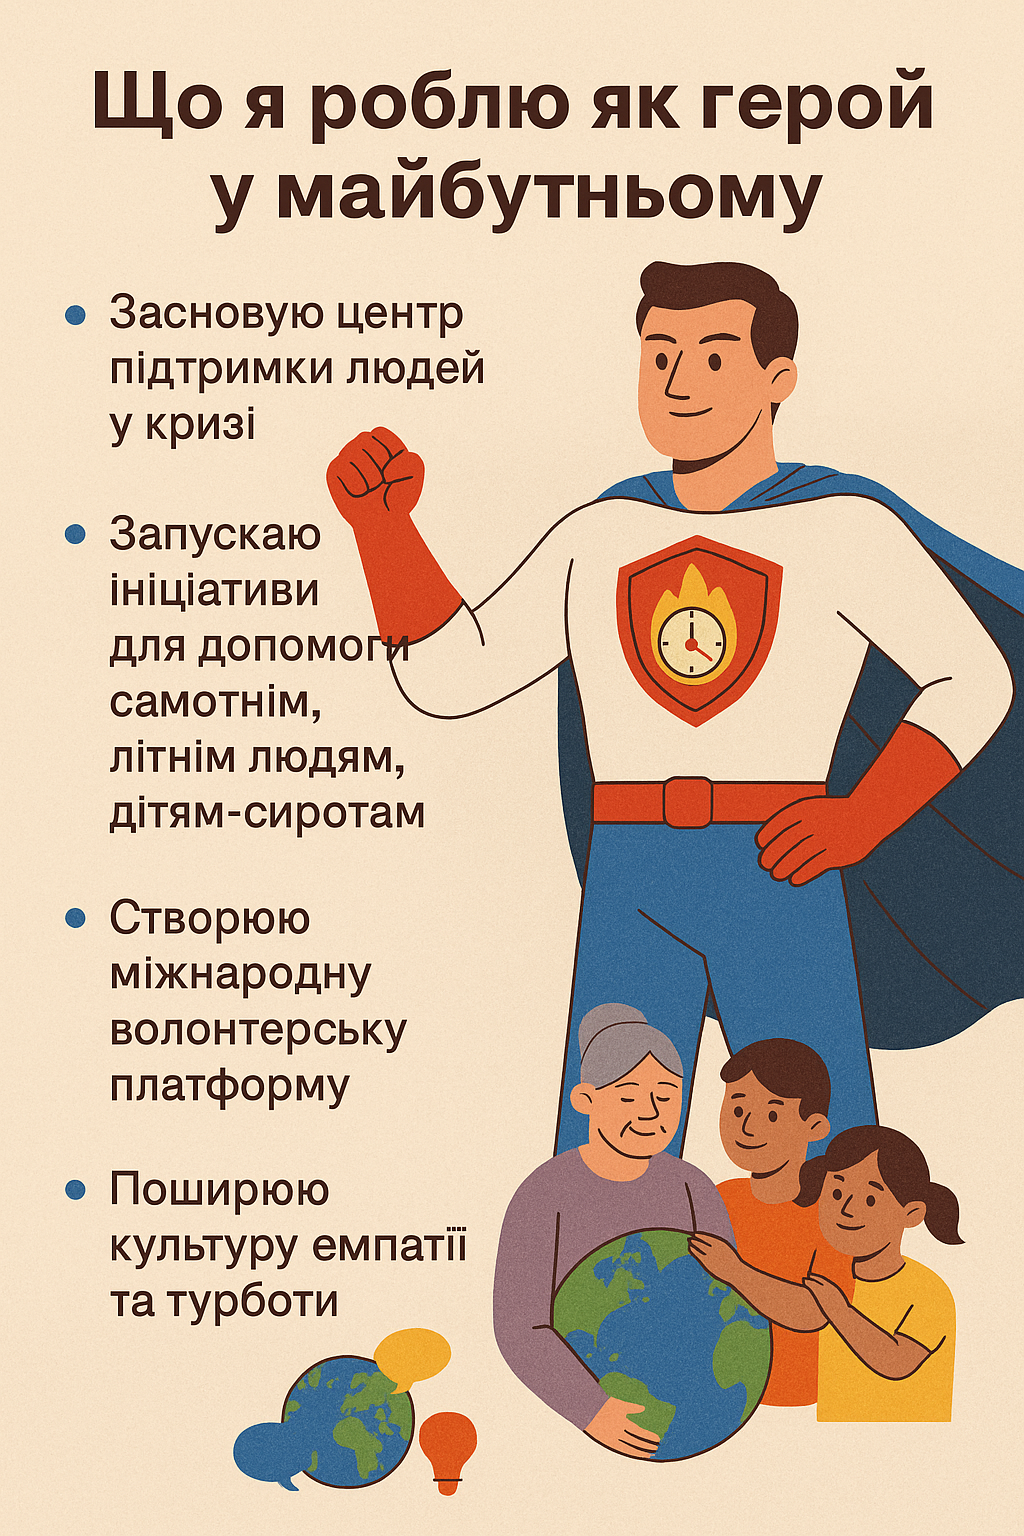 Що я роблю як герой
у майбутньому
Засновую центр
підтримки людей
у кризі
Запускаю
ініціативи
для допомоги
самотнім,
літнім людям,
дітям-сиротам
Створюю
міжнародну
волонтерську
платформу
Поширюю
культуру емпатії
та турботи